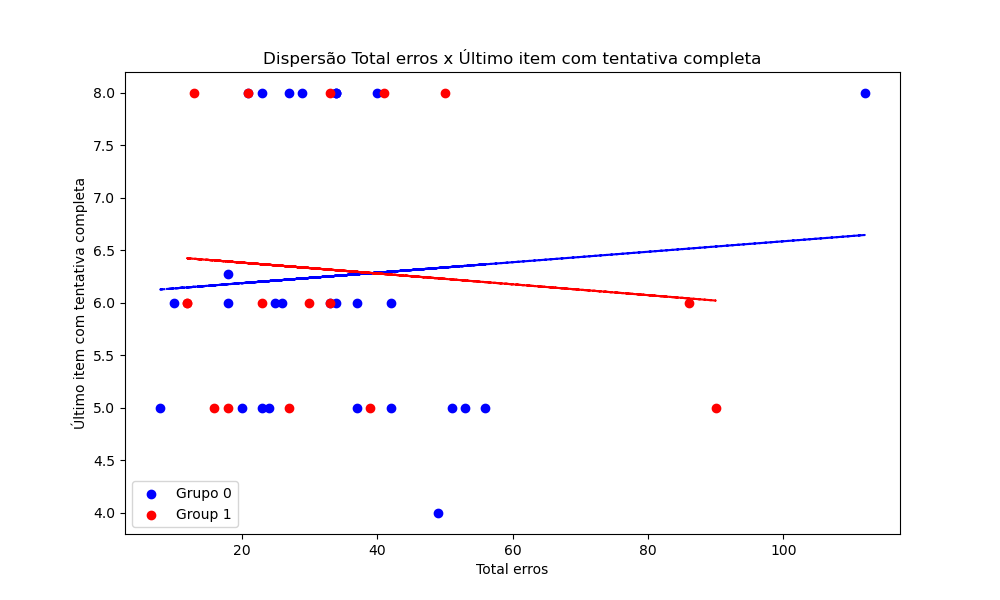 Dispersão Total erros x Último item com tentativa completa
Último item com tentativa completa
8.0
7.5
7.0
6.5
6.0
5.5
5.0
4.5
4.0
Grupo 0
Group 1
20 40 60 80 100
Total erros